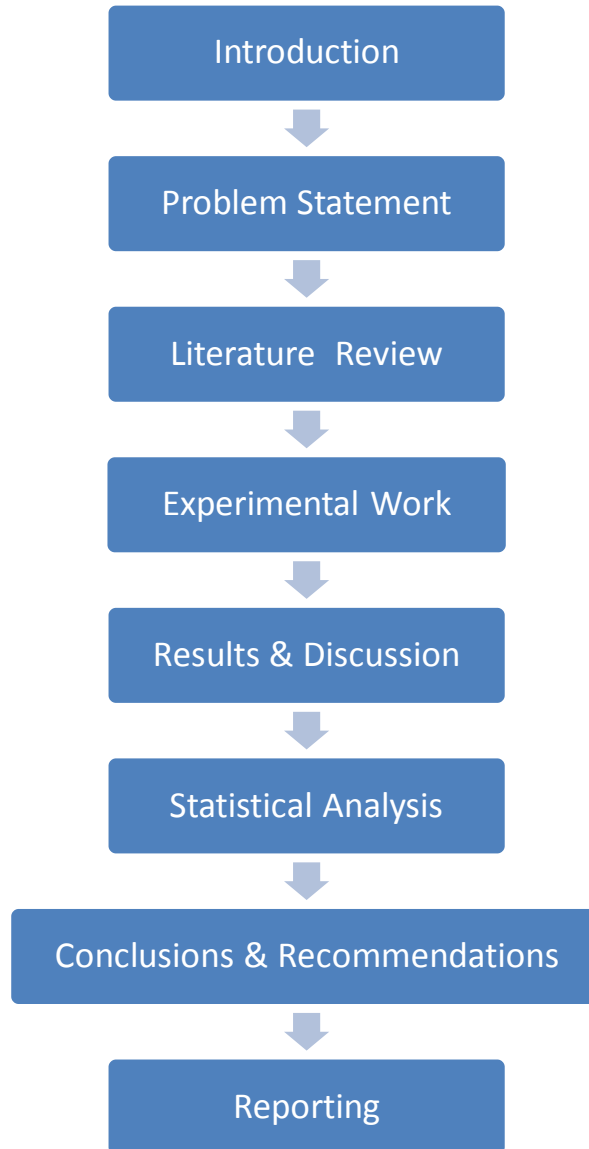 Introduction
Problem Statement
Literature Review
Experimental Work
Results & Discussion
Statistical Analysis
Conclusions & Recommendations
Reporting